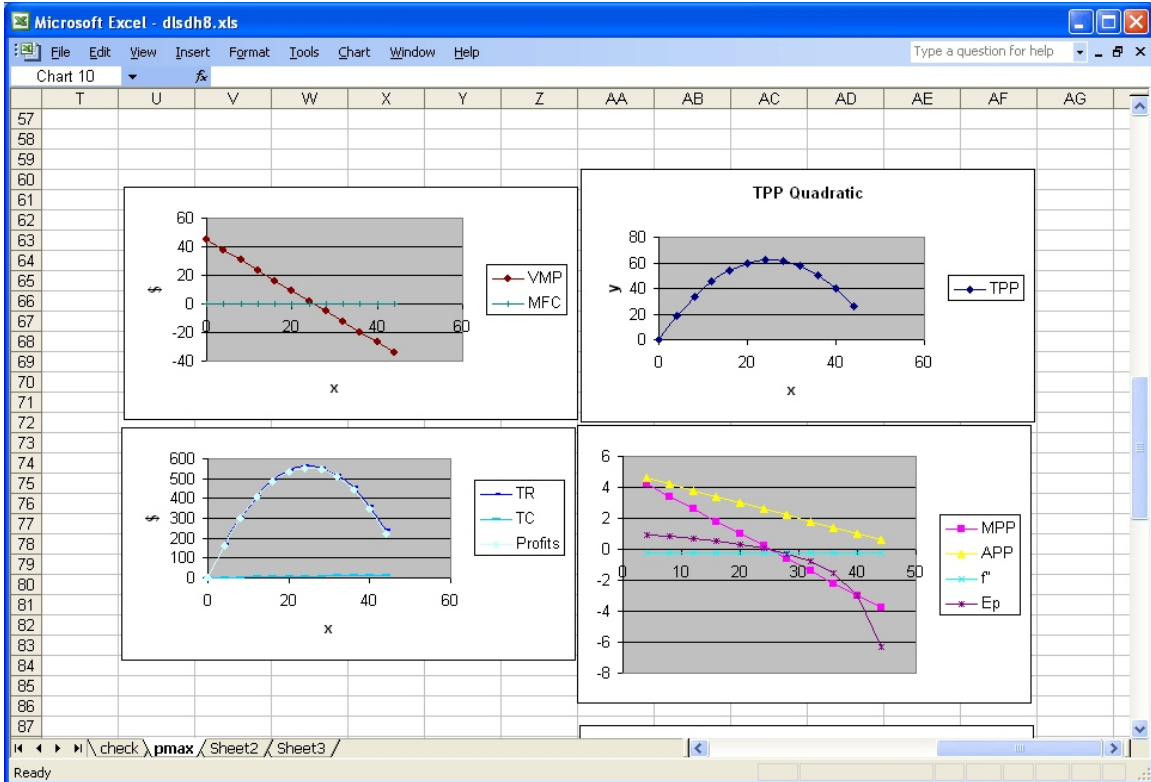 Microsoft Excel - dlsdh8.xls
File Edit View Insert Format Tools Chart Window Help
Type a question for help
Chart 10 fx
T U V W X Y Z AA AB AC AD AE AF AG
57
58
59
60
61
62
63
64
65
66
67
68
69
70
71
72
73
74
75
76
77
78
79
80
81
82
83
84
85
86
87
60
40
20
0
-20
-40
0 20 40 60
$
x
VMP
MFC
TPP Quadratic
80
60
40
20
0
0 20 40 60
y
x
TPP
600
500
400
300
200
100
0
0 20 40 60
$
x
TR
TC
Profits
6
4
2
0
-2
-4
-6
-8
0 10 20 30 40 50
MPP
APP
f"
Ep
check pmax Sheet2 Sheet3
Ready